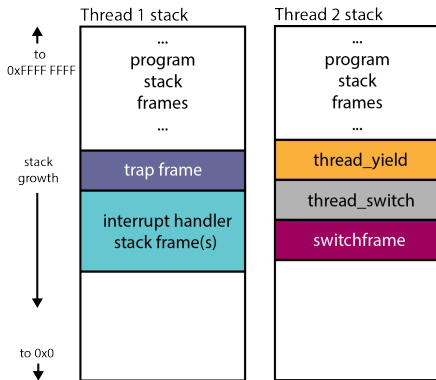 Thread 1 stack
Thread 2 stack
to
0xFFFF FFFF
stack
growth
to 0x0
...
program
stack
frames
...
trap frame
interrupt handler
stack frame(s)
...
program
stack
frames
...
thread_yield
thread_switch
switchframe